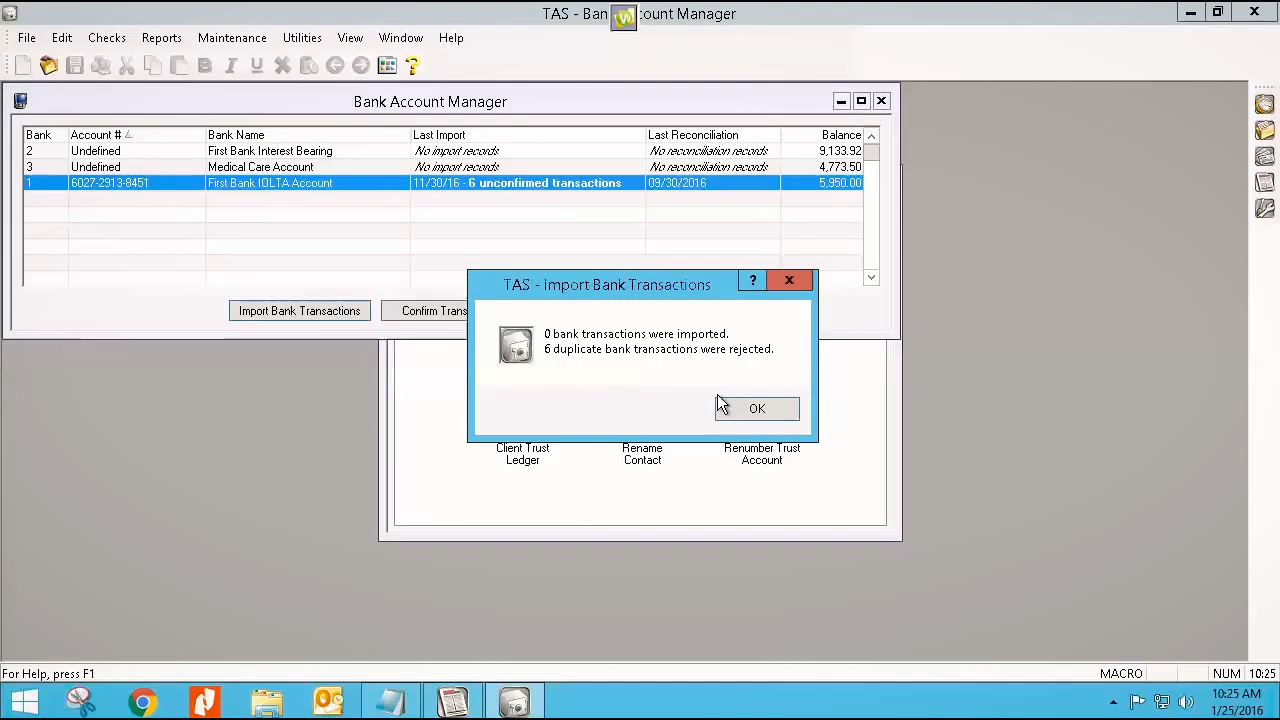 TAS - Ban count Manager
File Edit Checks Reports Maintenance Utilities View Window Help
Bank Account Manager
Bank Account # Bank Name Last Import Last Reconciliation Balance
2 Undefined First Bank Interest Bearing No import records No reconciliation records 9,133.92
3 Undefined Medical Care Account No import records No reconciliation records 4,773.50
1 6027-2913-8451 First Bank IOLTA Account 11/30/16 - 6 unconfirmed transactions 09/30/2016 5,950.00
Import Bank Transactions Confirm Trans
TAS - Import Bank Transactions
0 bank transactions were imported.
6 duplicate bank transactions were rejected.
OK
Client Trust Ledger
Rename Contact
Renumber Trust Account
For Help, press F1 MACRO NUM 10:25
10:25 AM
1/25/2016